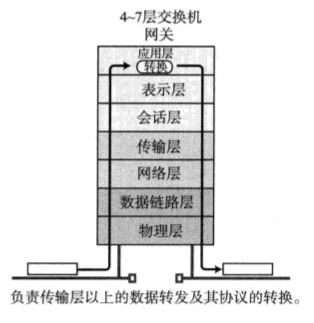 4~7层交换机
网关
应用层
转换
表示层
会话层
传输层
网络层
数据链路层
物理层
负责传输层以上的数据转发及其协议的转换。